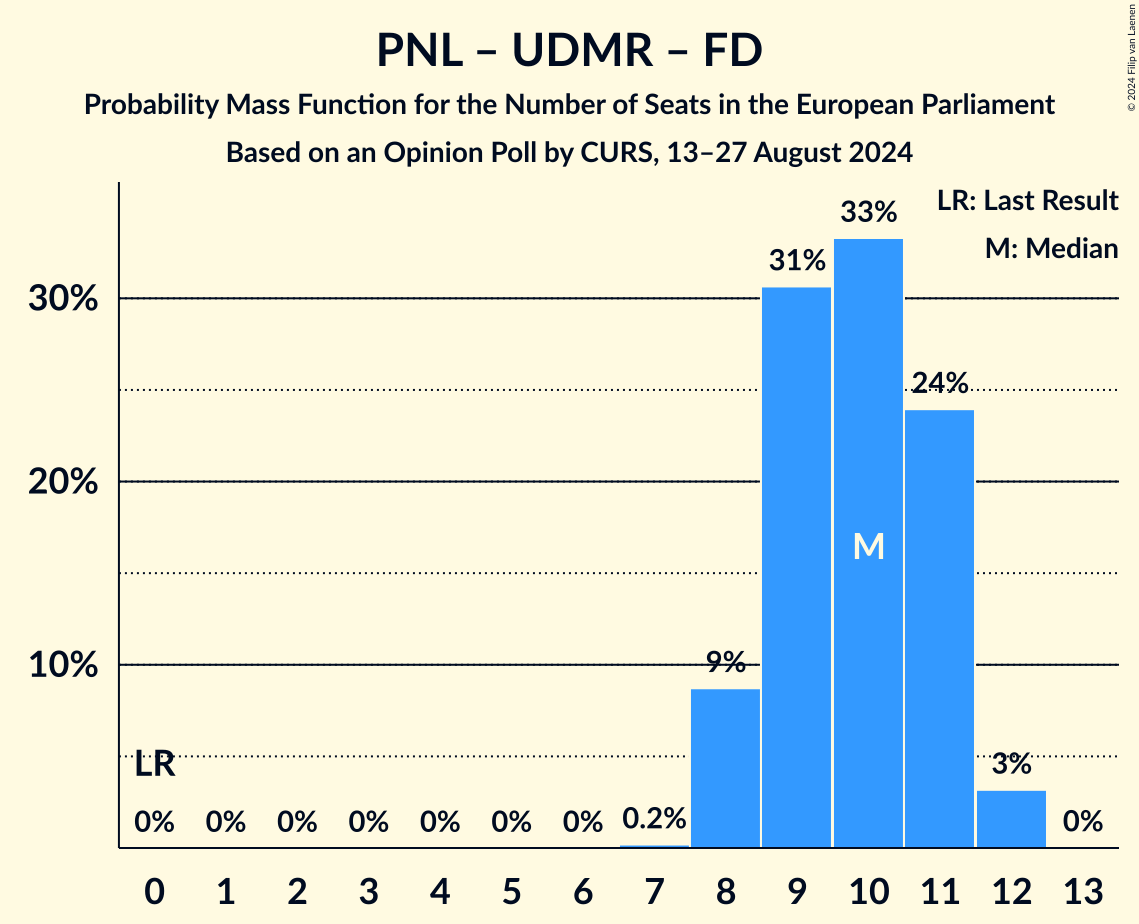 PNL – UDMR – FD
Probability Mass Function for the Number of Seats in the European Parliament
Based on an Opinion Poll by CURS, 13–27 August 2024
© 2024 Filip van Laenen
LR: Last Result
M: Median
33%
31%
30%
24%
20%
M
10%
9%
LR
3%
0% 0% 0% 0% 0% 0% 0% 0.2% 0%
0 1 2 3 4 5 6 7 8 9 10 11 12 13